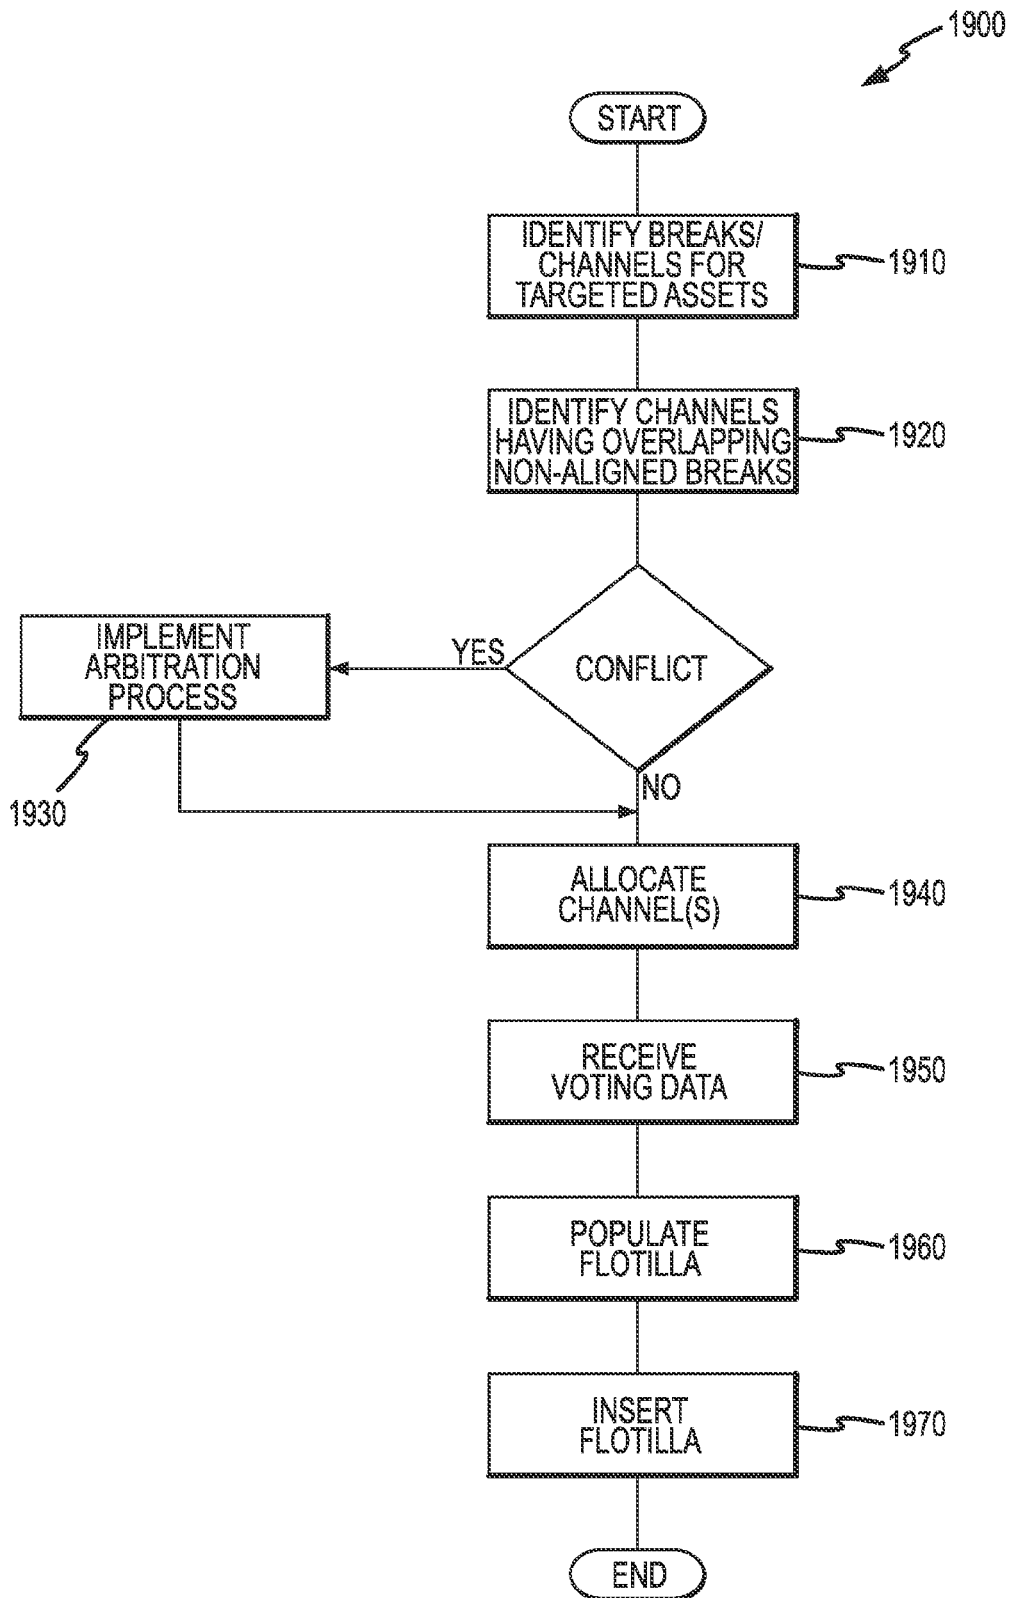 1900
START
IDENTIFY BREAKS/
CHANNELS FOR
TARGETED ASSETS
1910
IDENTIFY CHANNELS
HAVING OVERLAPPING
NON-ALIGNED BREAKS
1920
CONFLICT
YES
IMPLEMENT
ARBITRATION
PROCESS
1930
NO
ALLOCATE
CHANNEL(S)
1940
RECEIVE
VOTING DATA
1950
POPULATE
FLOTILLA
1960
INSERT
FLOTILLA
1970
END